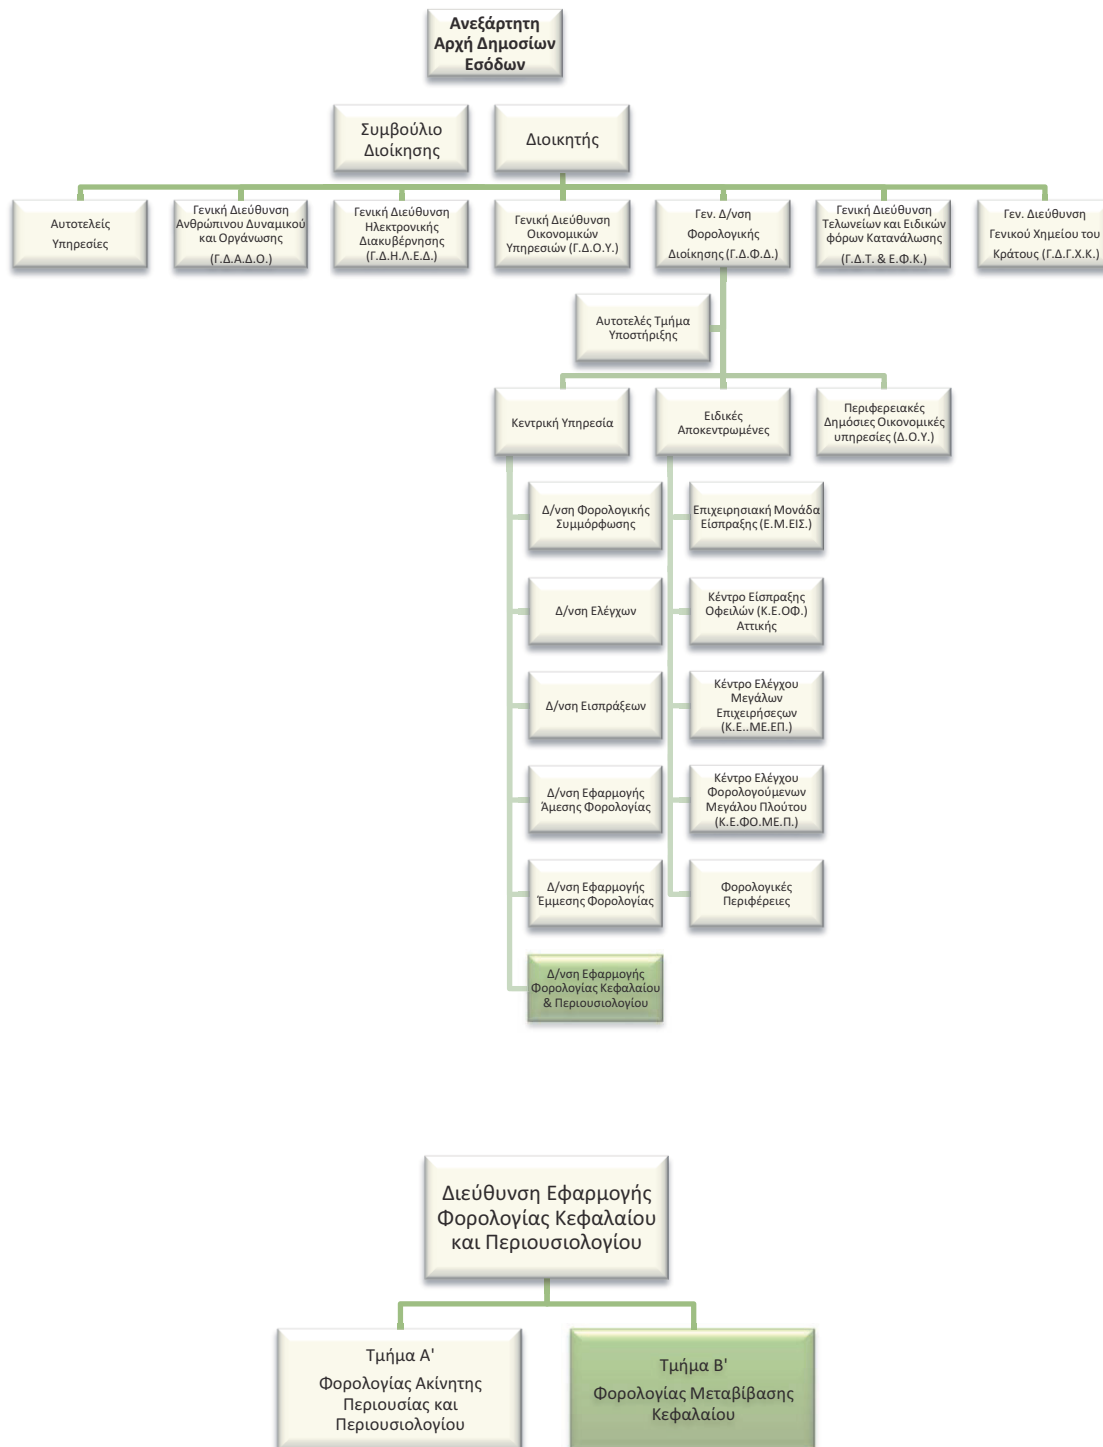 Ανεξάρτητη
Αρχή Δημοσίων
Εσόδων
Συμβούλιο
Διοίκησης
Διοικητής
Αυτοτελείς
Υπηρεσίες
Γενική Διεύθυνση
Ανθρώπινου Δυναμικού
και Οργάνωσης
(Γ.Δ.Α.Δ.Ο.)
Γενική Διεύθυνση
Ηλεκτρονικής
Διακυβέρνησης
(Γ.Δ.Η.Λ.Ε.Δ.)
Γενική Διεύθυνση
Οικονομικών
Υπηρεσιών (Γ.Δ.Ο.Υ.)
Γεν. Δ/νση
Φορολογικής
Διοίκησης (Γ.Δ.Φ.Δ.)
Γενική Διεύθυνση
Τελωνείων και Ειδικών
φόρων Κατανάλωσης
(Γ.Δ.Τ. & Ε.Φ.Κ.)
Γεν. Διεύθυνση
Γενικού Χημείου του
Κράτους (Γ.Δ.Γ.Χ.Κ.)
Αυτοτελές Τμήμα
Υποστήριξης
Κεντρική Υπηρεσία
Ειδικές
Αποκεντρωμένες
Περιφερειακές
Δημόσιες Οικονομικές
υπηρεσίες (Δ.Ο.Υ.)
Δ/νση Φορολογικής
Συμμόρφωσης
Δ/νση Ελέγχων
Δ/νση Εισπράξεων
Δ/νση Εφαρμογής
Άμεσης Φορολογίας
Δ/νση Εφαρμογής
Έμμεσης Φορολογίας
Δ/νση Εφαρμογής
Φορολογίας Κεφαλαίου
& Περιουσιολογίου
Επιχειρησιακή Μονάδα
Είσπραξης (Ε.Μ.ΕΙΣ.)
Κέντρο Είσπραξης
Οφειλών (Κ.Ε.ΟΦ.)
Αττικής
Κέντρο Ελέγχου
Μεγάλων
Επιχειρήσεςων
(Κ.Ε..ΜΕ.ΕΠ.)
Κέντρο Ελέγχου
Φορολογούμενων
Μεγάλου Πλούτου
(Κ.Ε.ΦΟ.ΜΕ.Π.)
Φορολογικές
Περιφέρειες
Διεύθυνση Εφαρμογής
Φορολογίας Κεφαλαίου
και Περιουσιολογίου
Τμήμα Α'
Φορολογίας Ακίνητης
Περιουσίας και
Περιουσιολογίου
Τμήμα Β'
Φορολογίας Μεταβίβασης
Κεφαλαίου